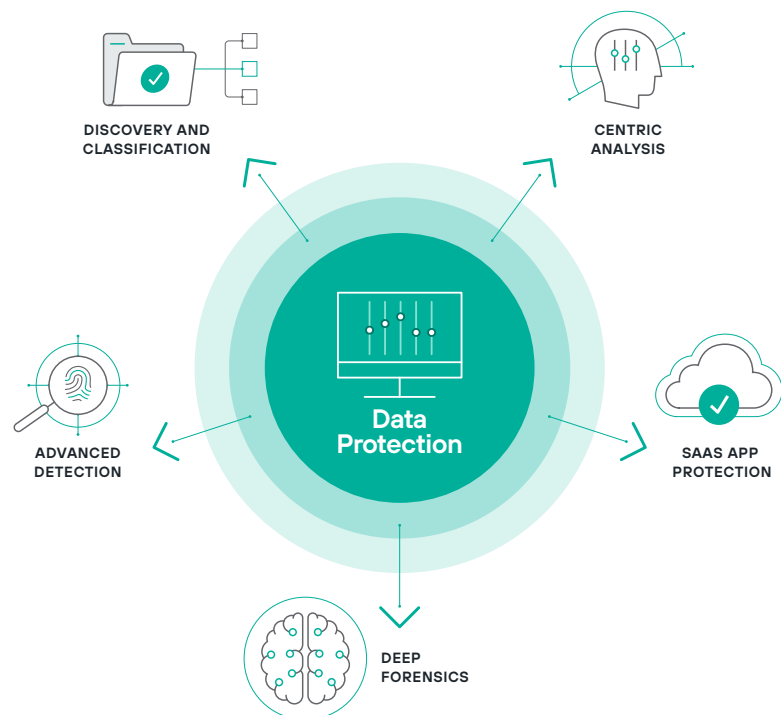 DISCOVERY AND
CLASSIFICATION
CENTRIC
ANALYSIS
Data
Protection
ADVANCED
DETECTION
SAAS APP
PROTECTION
DEEP
FORENSICS